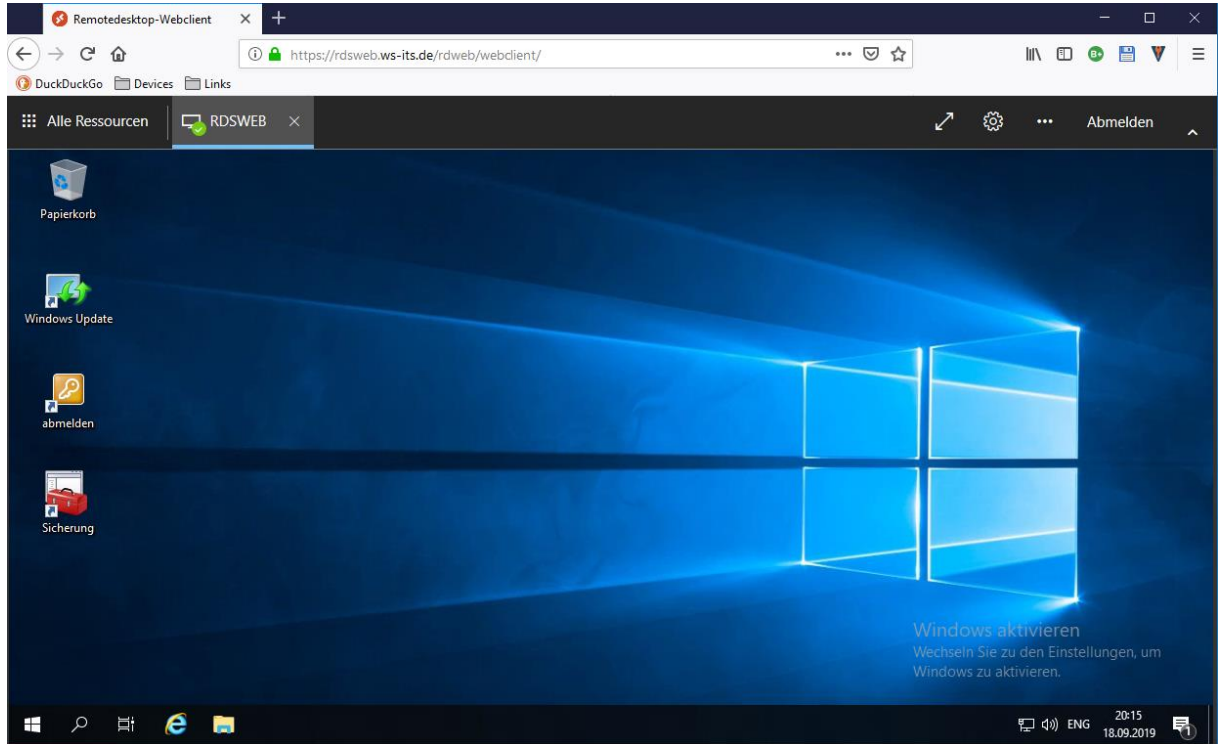 Remotedesktop-Webclient
https://rdsweb.ws-its.de/rdweb/webclient/
DuckDuckGo Devices Links
Alle Ressourcen RDSWEB Abmelden
Papierkorb
Windows Update
abmelden
Sicherung
Windows aktivieren
Wechseln Sie zu den Einstellungen, um
Windows zu aktivieren.
ENG 20:15
18.09.2019
1